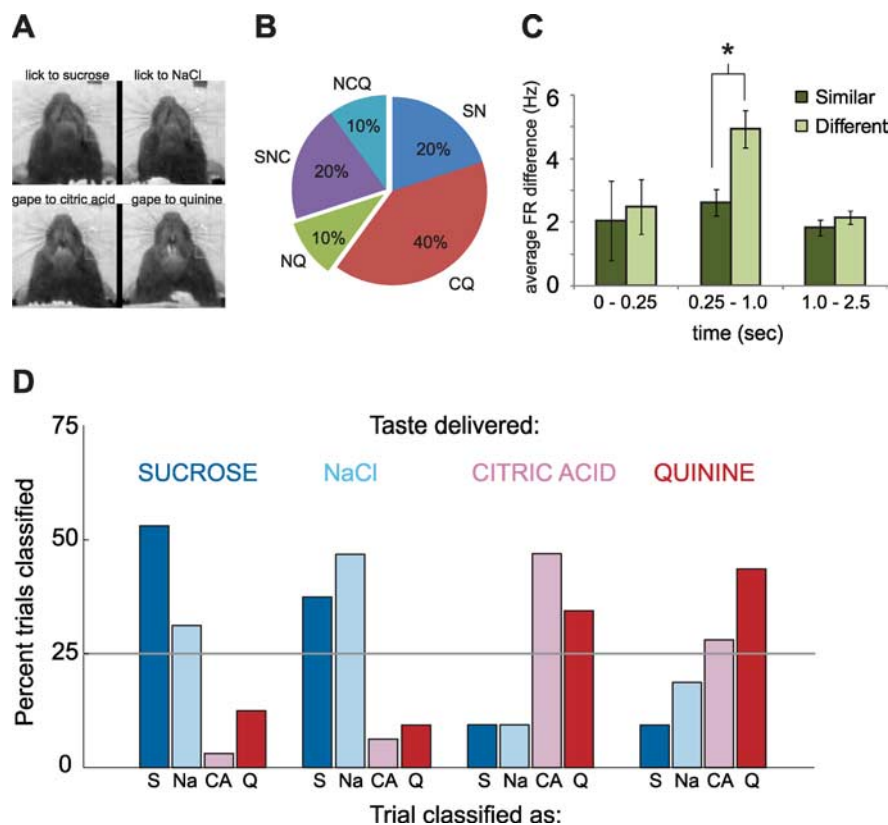 A
lick to sucrose
lick to NaCl
gape to citric acid
gape to quinine
B
NCQ
10%
SN
20%
SNC
20%
NQ
10%
40%
CQ
C
*
average FR difference (Hz)
6
4
2
0
Similar
Different
0 - 0.25
0.25 - 1.0
1.0 - 2.5
time (sec)
D
Percent trials classified
75
50
25
0
Taste delivered:
SUCROSE
NaCl
CITRIC ACID
QUININE
S Na CA Q
S Na CA Q
S Na CA Q
S Na CA Q
Trial classified as: